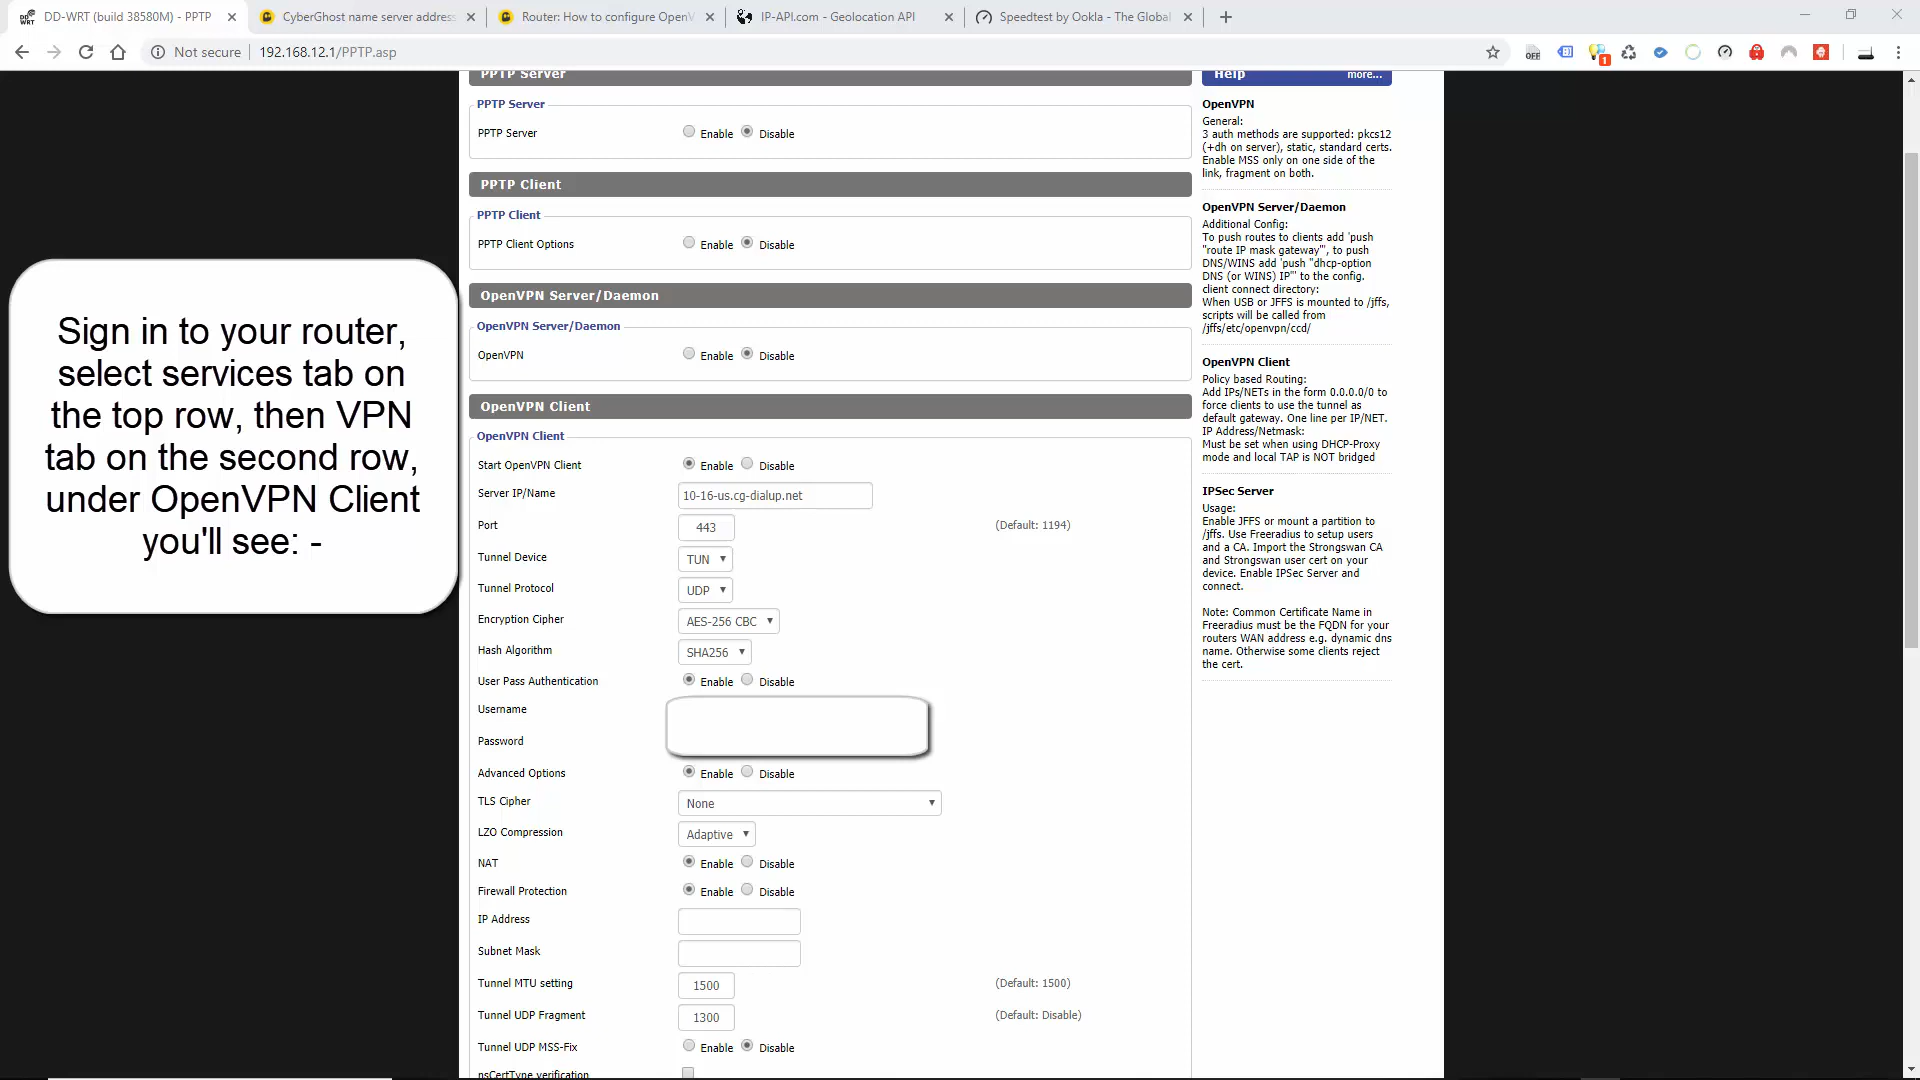 DD-WRT (build 38580M) - PPTP
CyberGhost name server address
Router: How to configure OpenV
IP-API.com - Geolocation API
Speedtest by Ookla - The Global
Not secure
192.168.12.1/PPTP.asp
OFF
1
PPTP Server
Help
more...
PPTP Server
PPTP Server
Enable
Disable
PPTP Client
PPTP Client
PPTP Client Options
Enable
Disable
OpenVPN Server/Daemon
OpenVPN Server/Daemon
OpenVPN
Enable
Disable
OpenVPN Client
OpenVPN Client
Start OpenVPN Client
Enable
Disable
Server IP/Name
10-16-us.cg-dialup.net
Port
443
(Default: 1194)
Tunnel Device
TUN
Tunnel Protocol
UDP
Encryption Cipher
AES-256 CBC
Hash Algorithm
SHA256
User Pass Authentication
Enable
Disable
Username
Password
Advanced Options
Enable
Disable
TLS Cipher
None
LZO Compression
Adaptive
NAT
Enable
Disable
Firewall Protection
Enable
Disable
IP Address
Subnet Mask
Tunnel MTU setting
1500
(Default: 1500)
Tunnel UDP Fragment
1300
(Default: Disable)
Tunnel UDP MSS-Fix
Enable
Disable
nsCertType verification
OpenVPN
General:
3 auth methods are supported: pkcs12
(+dh on server), static, standard certs.
Enable MSS only on one side of the
link, fragment on both.
OpenVPN Server/Daemon
Additional Config:
To push routes to clients add 'push
"route IP mask gateway"', to push
DNS/WINS add 'push "dhcp-option
DNS (or WINS) IP"' to the config.
client connect directory:
When USB or JFFS is mounted to /jffs,
scripts will be called from
/jffs/etc/openvpn/ccd/
OpenVPN Client
Policy based Routing:
Add IPs/NETs in the form 0.0.0.0/0 to
force clients to use the tunnel as
default gateway. One line per IP/NET.
IP Address/Netmask:
Must be set when using DHCP-Proxy
mode and local TAP is NOT bridged
IPSec Server
Usage:
Enable JFFS or mount a partition to
/jffs. Use Freeradius to setup users
and a CA. Import the Strongswan CA
and Strongswan user cert on your
device. Enable IPSec Server and
connect.
Note: Common Certificate Name in
Freeradius must be the FQDN for your
routers WAN address e.g. dynamic dns
name. Otherwise some clients reject
the cert.
Sign in to your router,
select services tab on
the top row, then VPN
tab on the second row,
under OpenVPN Client
you'll see: -